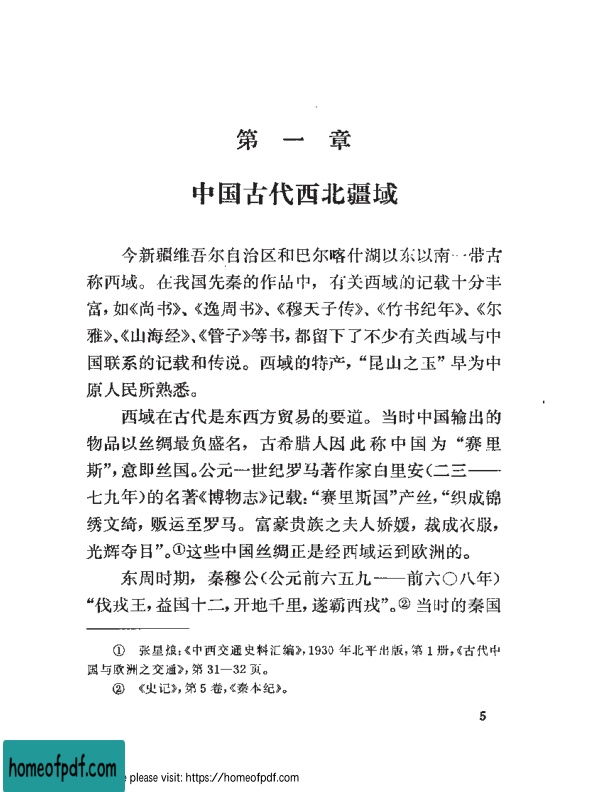 第一章
中国古代西北疆域
今新疆维吾尔自治区和巴尔喀什湖以东以南一带古
称西域。在我国先秦的作品中，有关西域的记载十分丰
富，如《尚书》、《逸周书》、《穆天子传》、《竹书纪年》、《尔
雅》、《山海经》、《管子》等书，都留下了不少有关西域与中
国联系的记载和传说。西域的特产，“昆山之玉”早为中
原人民所熟悉。
西域在古代是东西方贸易的要道。当时中国输出的
物品以丝绸最负盛名，古希腊人因此称中国为“赛里
斯”，意即丝国。公元一世纪罗马著作家白里安（二三——
七九年）的名著《博物志》记载：“赛里斯国”产丝，“织成锦
绣文绮，贩运至罗马。富豪贵族之夫人娇媛，裁成衣服，
光辉夺目”。①这些中国丝绸正是经西域运到欧洲的。
东周时期，秦穆公（公元前六五九——前六〇八年）
“伐戎王，益国十二，开地千里，遂霸西戎”。② 当时的秦国
① 张星烺：《中西交通史料汇编》，1930 年北平出版，第 1 册，《古代中
国与欧洲之交通》，第 31—32 页。
② 《史记》，第 5 卷，《秦本纪》。
5
homeofpdf.com
e please visit: https://homeofpdf.com